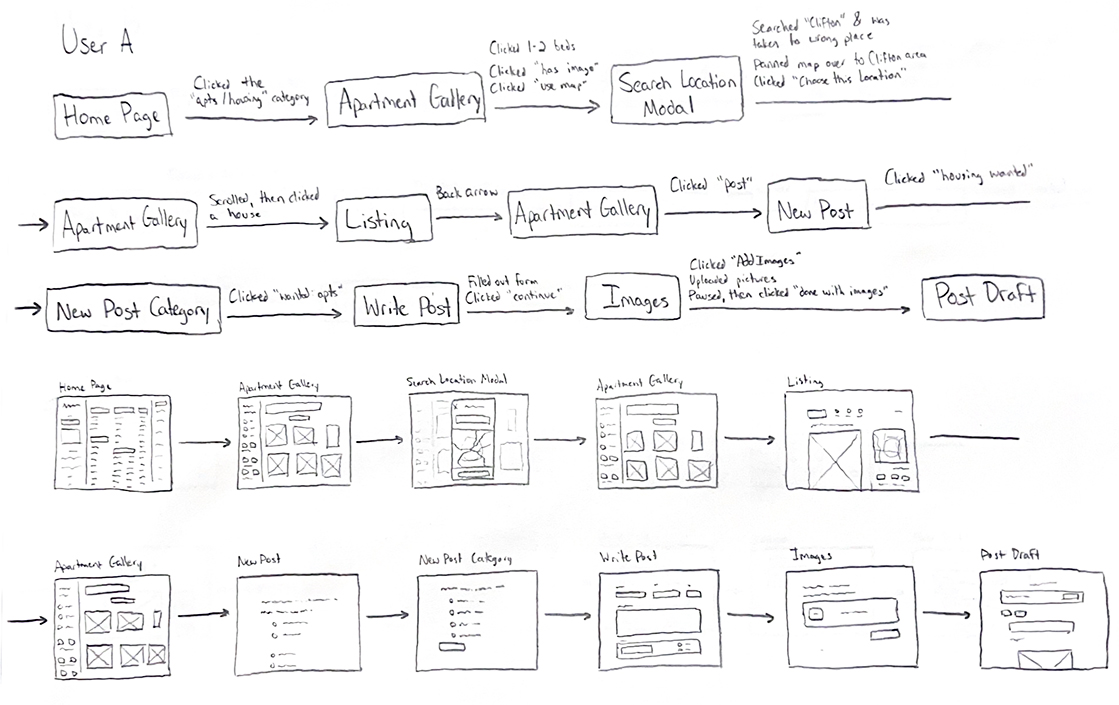 User A
Home Page
Clicked the
"apts/housing" category
Apartment Gallery
Clicked 1-2 beds
Clicked "has image"
Clicked "use map"
Search Location
Modal
Searched "Clifton" & was
taken to wrong place
Panned map over to Clifton area
Clicked "Choose this Location"
Apartment Gallery
Scrolled, then clicked
a house
Listing
Back arrow
Apartment Gallery
Clicked "post"
New Post
Clicked "housing wanted"
New Post Category
Clicked "wanted: apts"
Write Post
Filled out form
Clicked "continue"
Images
Clicked "Add Images"
Uploaded pictures
Paused, then clicked "done with images"
Post Draft
Home Page
Apartment Gallery
Search Location Modal
Apartment Gallery
Listing
Apartment Gallery
New Post
New Post Category
Write Post
Images
Post Draft